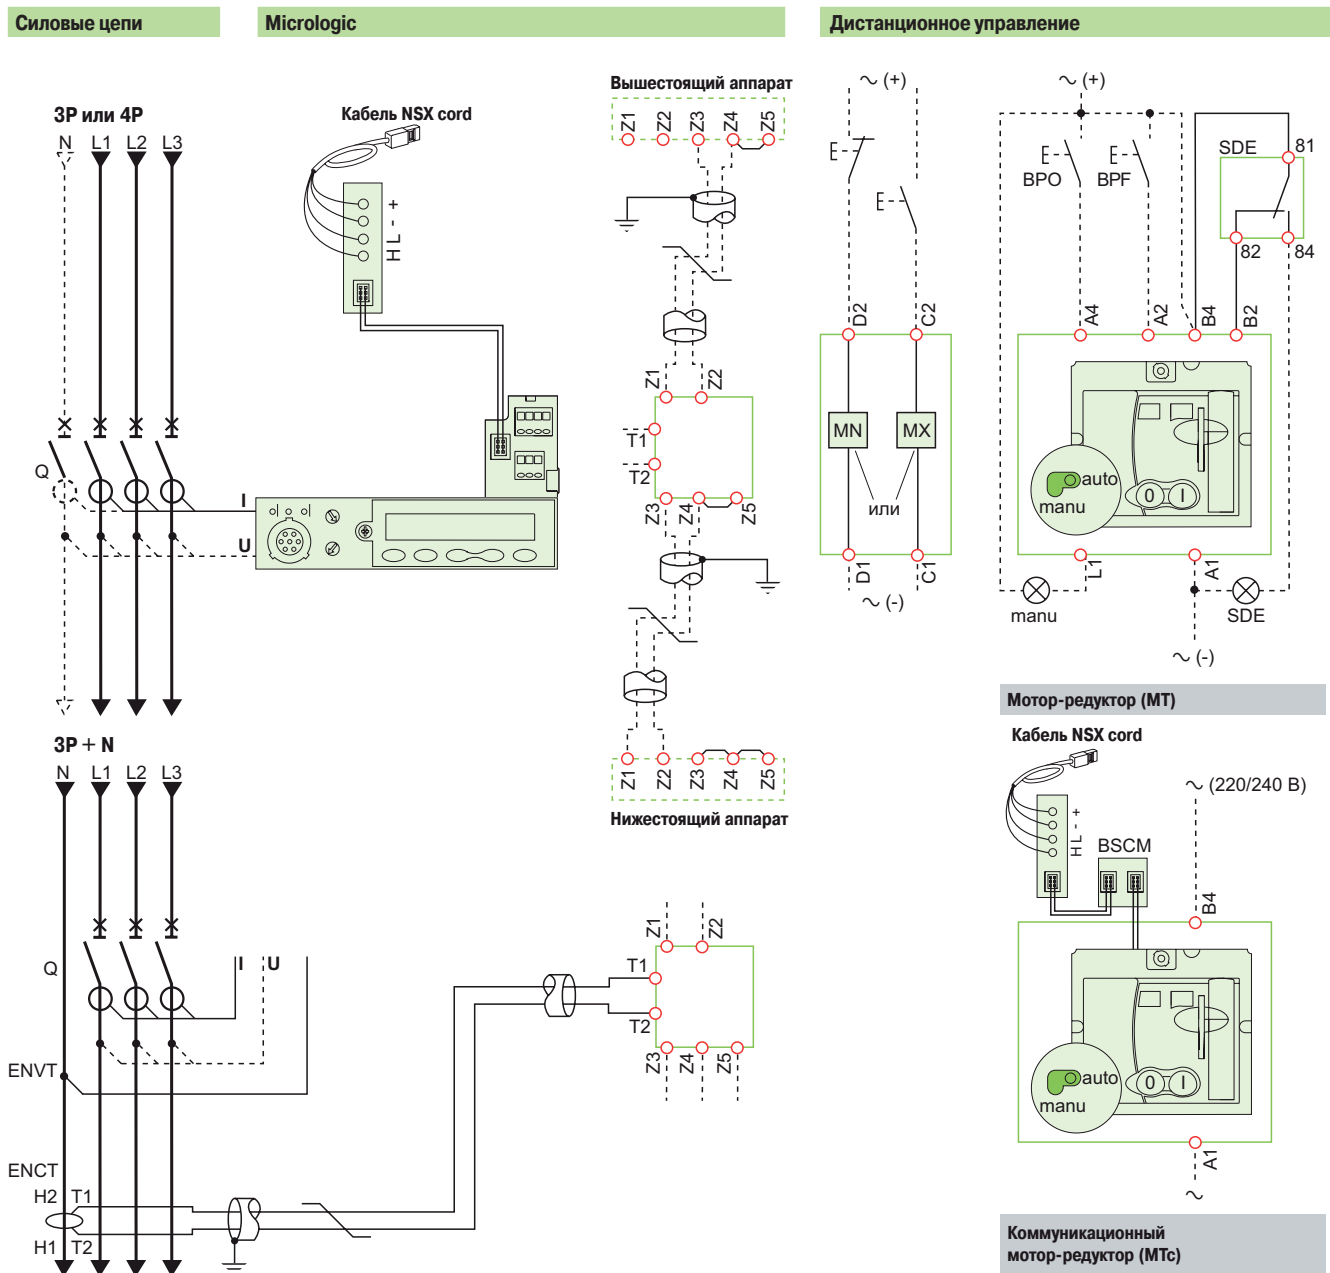 Силовые цепи
Micrologic
Дистанционное управление
3P или 4P
N L1 L2 L3
Q
I
U
Кабель NSX cord
H L - +
Вышестоящий аппарат
Z1 Z2 Z3 Z4 Z5
Z1 Z2
T1
T2
Z3 Z4 Z5
Z1 Z2 Z3 Z4 Z5
Нижестоящий аппарат
~ (+)
E
E
D2 C2
MN MX
или
D1 C1
~ (-)
~ (+)
E E
BPO BPF
SDE 81
82 84
A4 A2 B4 B2
auto
manu
0 I
L1 A1
manu SDE
~ (-)
Мотор-редуктор (MT)
Кабель NSX cord
~ (220/240 В)
H L - +
BSCM
B4
auto
manu
0 I
A1
~
Коммуникационный
мотор-редуктор (MTc)
3P + N
N L1 L2 L3
Q
I U
ENVT
ENCT
H2 T1
H1 T2
Z1 Z2
T1
T2
Z3 Z4 Z5